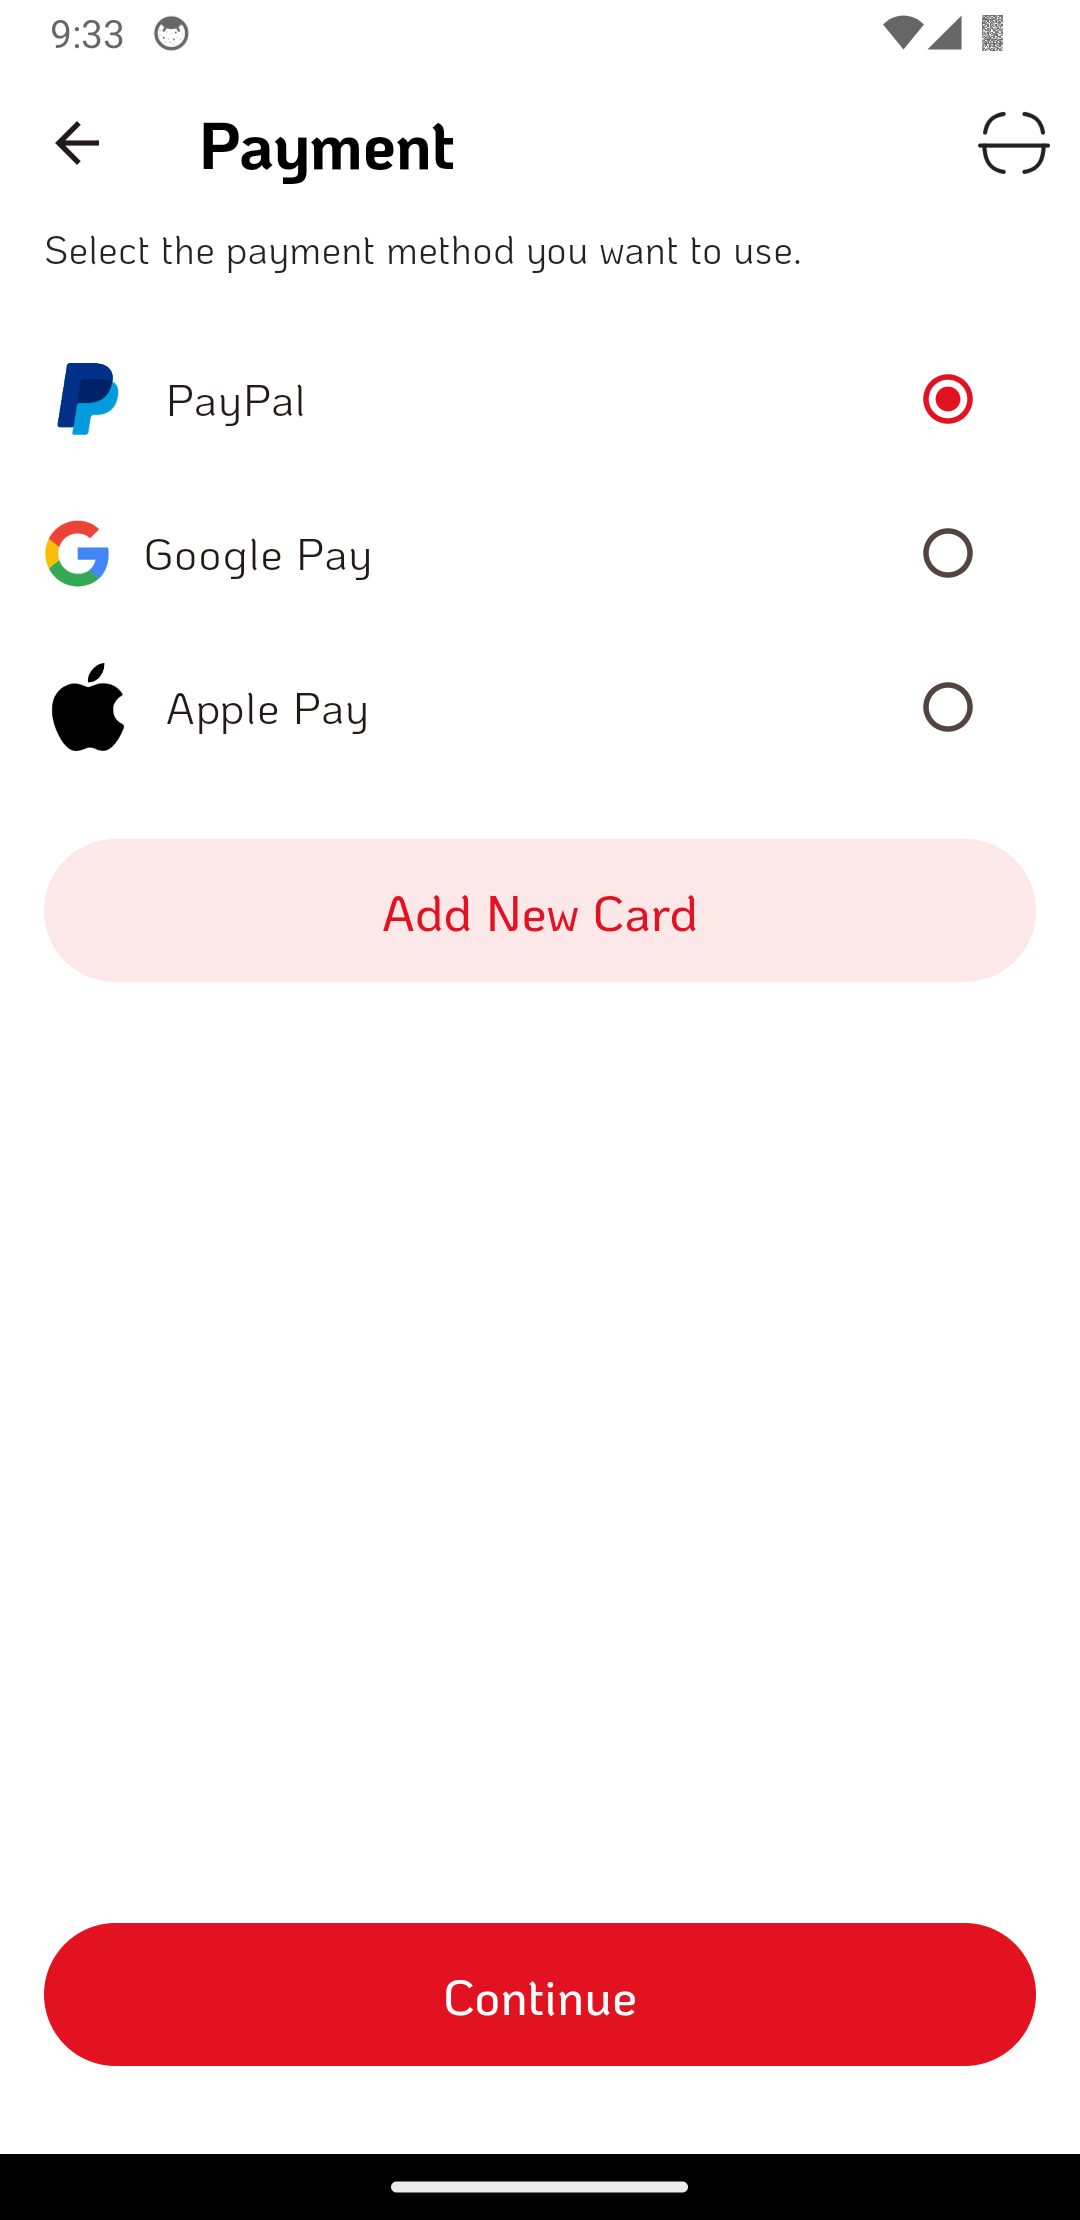 9:33
Payment
Select the payment method you want to use.
PayPal
Google Pay
Apple Pay
Add New Card
Continue